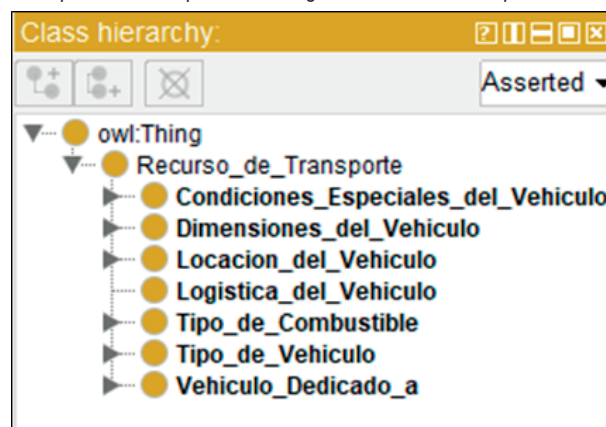 Class hierarchy:
Asserted
owl:Thing
Recurso_de_Transporte
Condiciones_Especiales_del_Vehiculo
Dimensiones_del_Vehiculo
Locacion_del_Vehiculo
Logistica_del_Vehiculo
Tipo_de_Combustible
Tipo_de_Vehiculo
Vehiculo_Dedicado_a